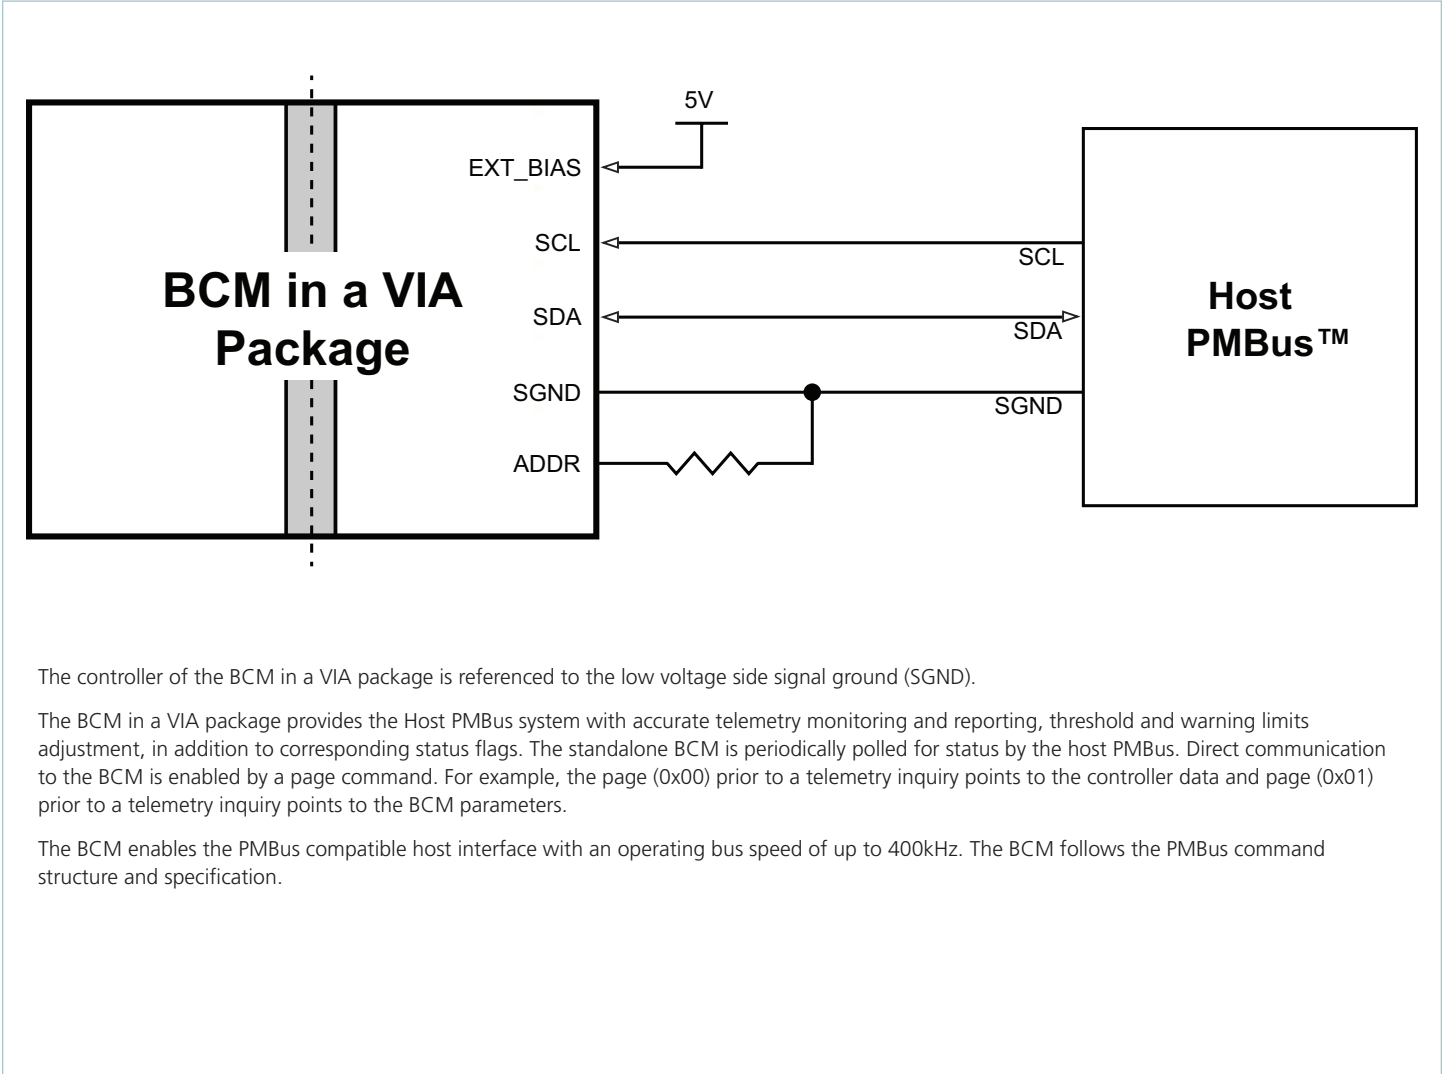 5V
EXT_BIAS
SCL
SCL
BCM in a VIA
Package
Host
PMBus™
SDA
SDA
SGND
SGND
ADDR
The controller of the BCM in a VIA package is referenced to the low voltage side signal ground (SGND).
The BCM in a VIA package provides the Host PMBus system with accurate telemetry monitoring and reporting, threshold and warning limits
adjustment, in addition to corresponding status flags. The standalone BCM is periodically polled for status by the host PMBus. Direct communication
to the BCM is enabled by a page command. For example, the page (0x00) prior to a telemetry inquiry points to the controller data and page (0x01)
prior to a telemetry inquiry points to the BCM parameters.
The BCM enables the PMBus compatible host interface with an operating bus speed of up to 400kHz. The BCM follows the PMBus command
structure and specification.